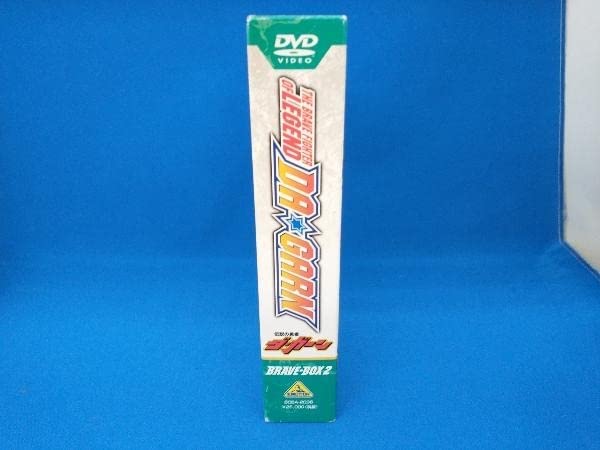 DVD
VIDEO
THE BRAVE FIGHTER
OF LEGEND
DA★GARN
伝説の勇者
ダ・ガーン
BRAVE-BOX 2